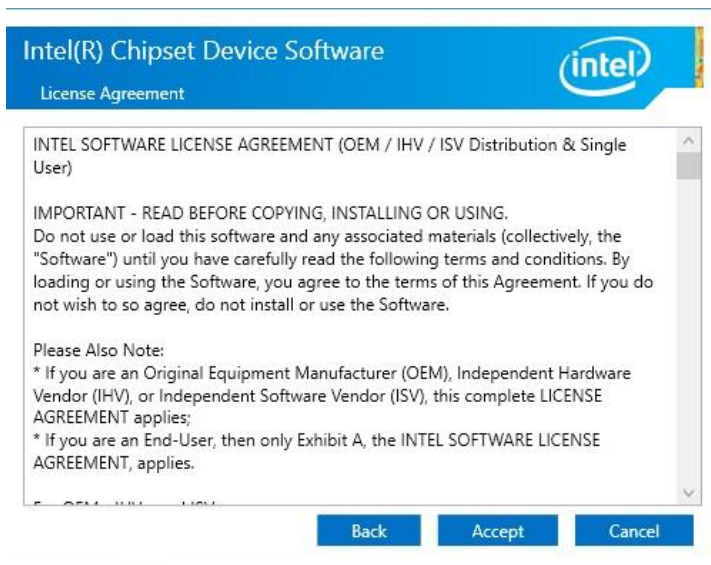 Intel(R) Chipset Device Software
intel
License Agreement
INTEL SOFTWARE LICENSE AGREEMENT (OEM / IHV / ISV Distribution & Single
User)
IMPORTANT - READ BEFORE COPYING, INSTALLING OR USING.
Do not use or load this software and any associated materials (collectively, the
"Software") until you have carefully read the following terms and conditions. By
loading or using the Software, you agree to the terms of this Agreement. If you do
not wish to so agree, do not install or use the Software.
Please Also Note:
* If you are an Original Equipment Manufacturer (OEM), Independent Hardware
Vendor (IHV), or Independent Software Vendor (ISV), this complete LICENSE
AGREEMENT applies;
* If you are an End-User, then only Exhibit A, the INTEL SOFTWARE LICENSE
AGREEMENT, applies.
Back Accept Cancel